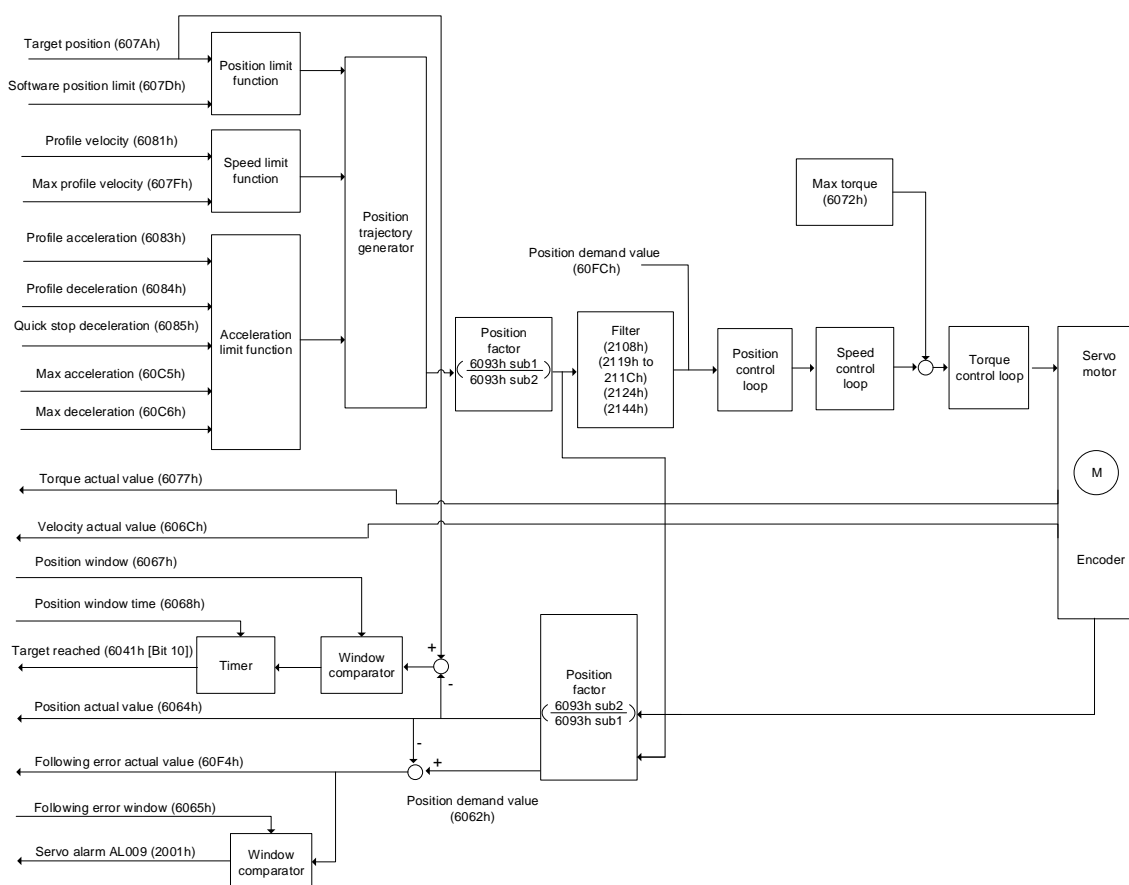 Target position (607Ah)
Software position limit (607Dh)
Position limit
function
Profile velocity (6081h)
Max profile velocity (607Fh)
Speed limit
function
Profile acceleration (6083h)
Profile deceleration (6084h)
Quick stop deceleration (6085h)
Max acceleration (60C5h)
Max deceleration (60C6h)
Acceleration
limit function
Position
trajectory
generator
Position
factor
( 6093h sub1 )
6093h sub2
Filter
(2108h)
(2119h to
211Ch)
(2124h)
(2144h)
Position demand value
(60FCh)
Position
control
loop
Speed
control
loop
Max torque
(6072h)
Torque
control loop
Servo
motor
M
Encoder
Torque actual value (6077h)
Velocity actual value (606Ch)
Position window (6067h)
Position window time (6068h)
Target reached (6041h [Bit 10])
Timer
Window
comparator
+
-
Position actual value (6064h)
Position
factor
( 6093h sub2 )
6093h sub1
-
+
Following error actual value (60F4h)
Position demand value
(6062h)
Following error window (6065h)
Servo alarm AL009 (2001h)
Window
comparator